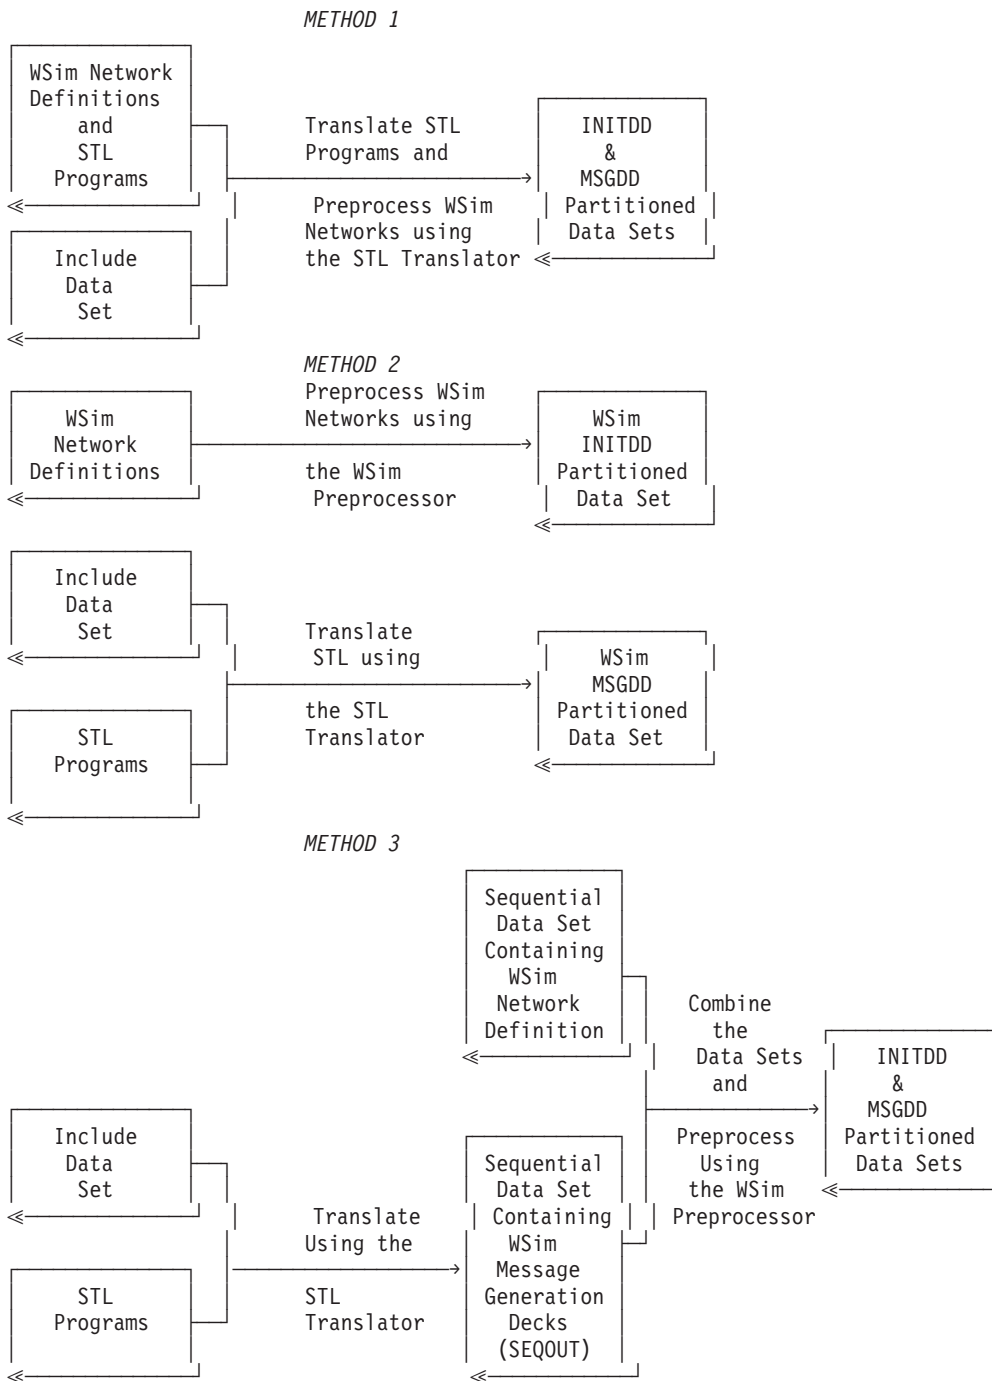 METHOD 1
WSim Network
Definitions
and
STL
Programs
Include
Data
Set
Translate STL
Programs and
Preprocess WSim
Networks using
the STL Translator
INITDD
&
MSGDD
Partitioned
Data Sets
METHOD 2
WSim
Network
Definitions
Preprocess WSim
Networks using
the WSim
Preprocessor
WSim
INITDD
Partitioned
Data Set
Include
Data
Set
STL
Programs
Translate
STL using
the STL
Translator
WSim
MSGDD
Partitioned
Data Set
METHOD 3
Include
Data
Set
STL
Programs
Translate
Using the
STL
Translator
Sequential
Data Set
Containing
WSim
Network
Definition
Sequential
Data Set
Containing
WSim
Message
Generation
Decks
(SEQOUT)
Combine
the
Data Sets
and
Preprocess
Using
the WSim
Preprocessor
INITDD
&
MSGDD
Partitioned
Data Sets